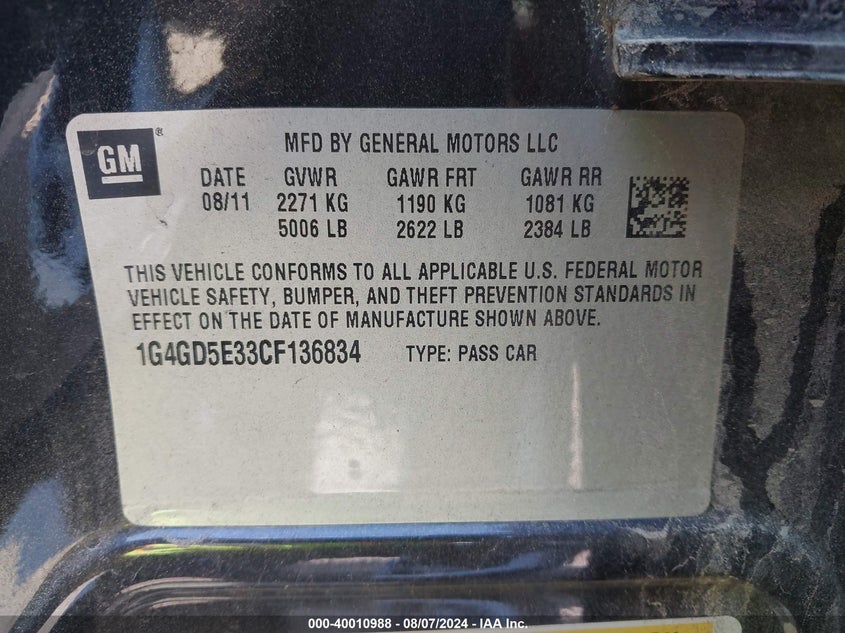 GM ®
MFD BY GENERAL MOTORS LLC
DATE GVWR GAWR FRT GAWR RR
08/11 2271 KG 1190 KG 1081 KG
5006 LB 2622 LB 2384 LB
THIS VEHICLE CONFORMS TO ALL APPLICABLE U.S. FEDERAL MOTOR
VEHICLE SAFETY, BUMPER, AND THEFT PREVENTION STANDARDS IN
EFFECT ON THE DATE OF MANUFACTURE SHOWN ABOVE.
1G4GD5E33CF136834 TYPE: PASS CAR
000-40010988 - 08/07/2024 - IAA Inc.